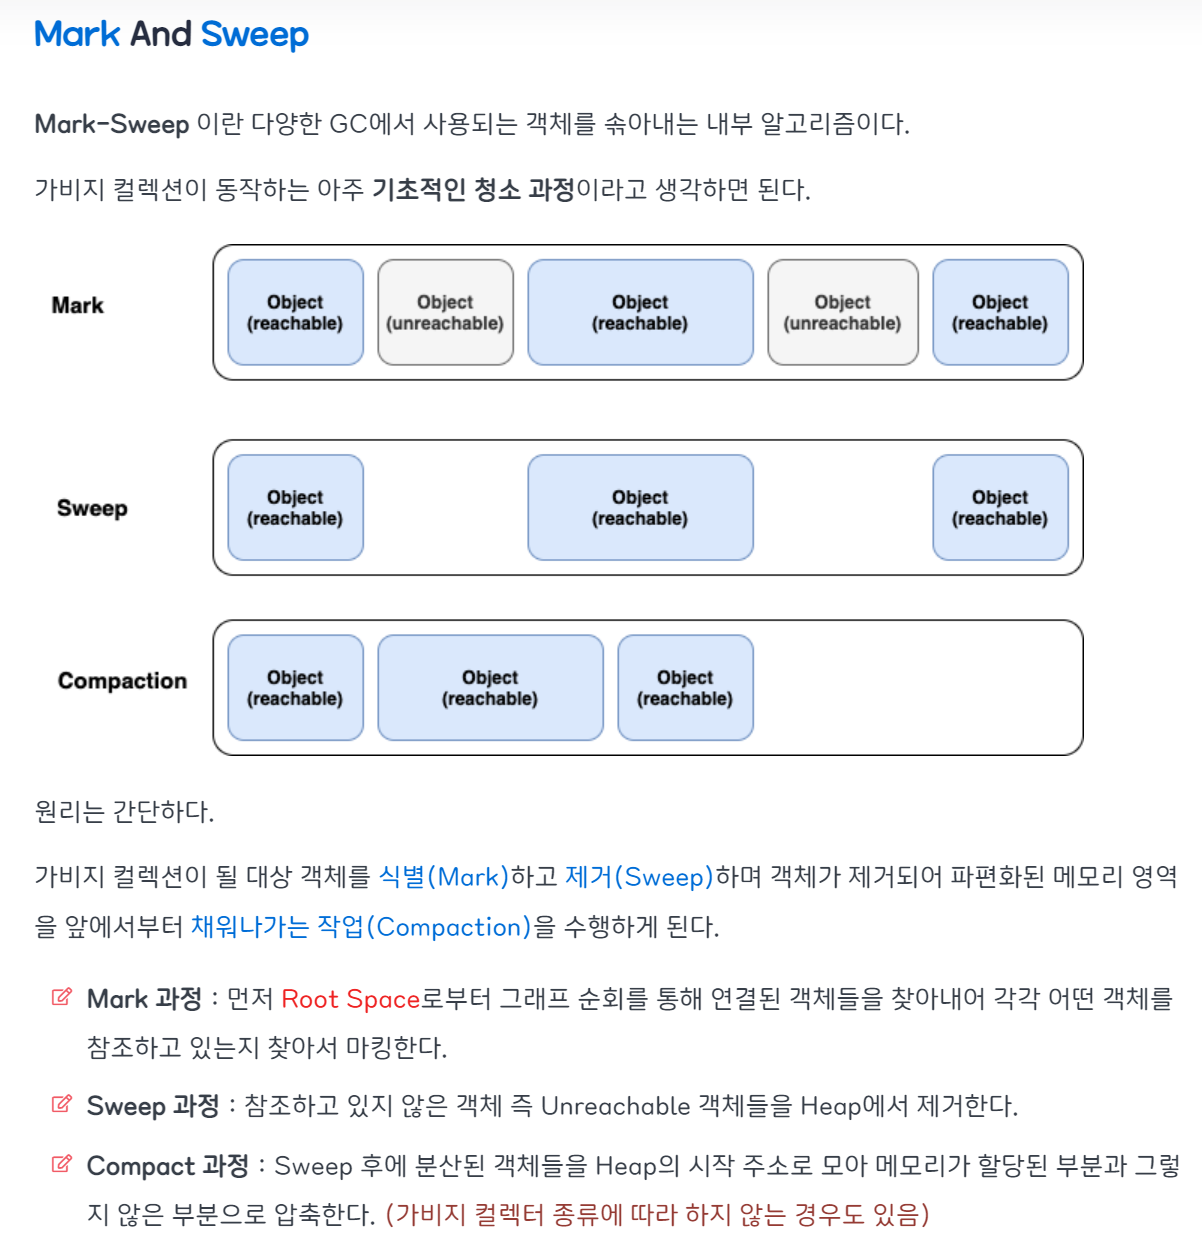 Mark And Sweep
Mark-Sweep 이란 다양한 GC에서 사용되는 객체를 솎아내는 내부 알고리즘이다.
가비지 컬렉션이 동작하는 아주 기초적인 청소 과정이라고 생각하면 된다.
Mark
Object
(reachable)
Object
(unreachable)
Object
(reachable)
Object
(unreachable)
Object
(reachable)
Sweep
Object
(reachable)
Object
(reachable)
Object
(reachable)
Compaction
Object
(reachable)
Object
(reachable)
Object
(reachable)
원리는 간단하다.
가비지 컬렉션이 될 대상 객체를 식별(Mark)하고 제거(Sweep)하며 객체가 제거되어 파편화된 메모리 영역
을 앞에서부터 채워나가는 작업(Compaction)을 수행하게 된다.
Mark 과정 : 먼저 Root Space로부터 그래프 순회를 통해 연결된 객체들을 찾아내어 각각 어떤 객체를
참조하고 있는지 찾아서 마킹한다.
Sweep 과정 : 참조하고 있지 않은 객체 즉 Unreachable 객체들을 Heap에서 제거한다.
Compact 과정 : Sweep 후에 분산된 객체들을 Heap의 시작 주소로 모아 메모리가 할당된 부분과 그렇
지 않은 부분으로 압축한다. (가비지 컬렉터 종류에 따라 하지 않는 경우도 있음)